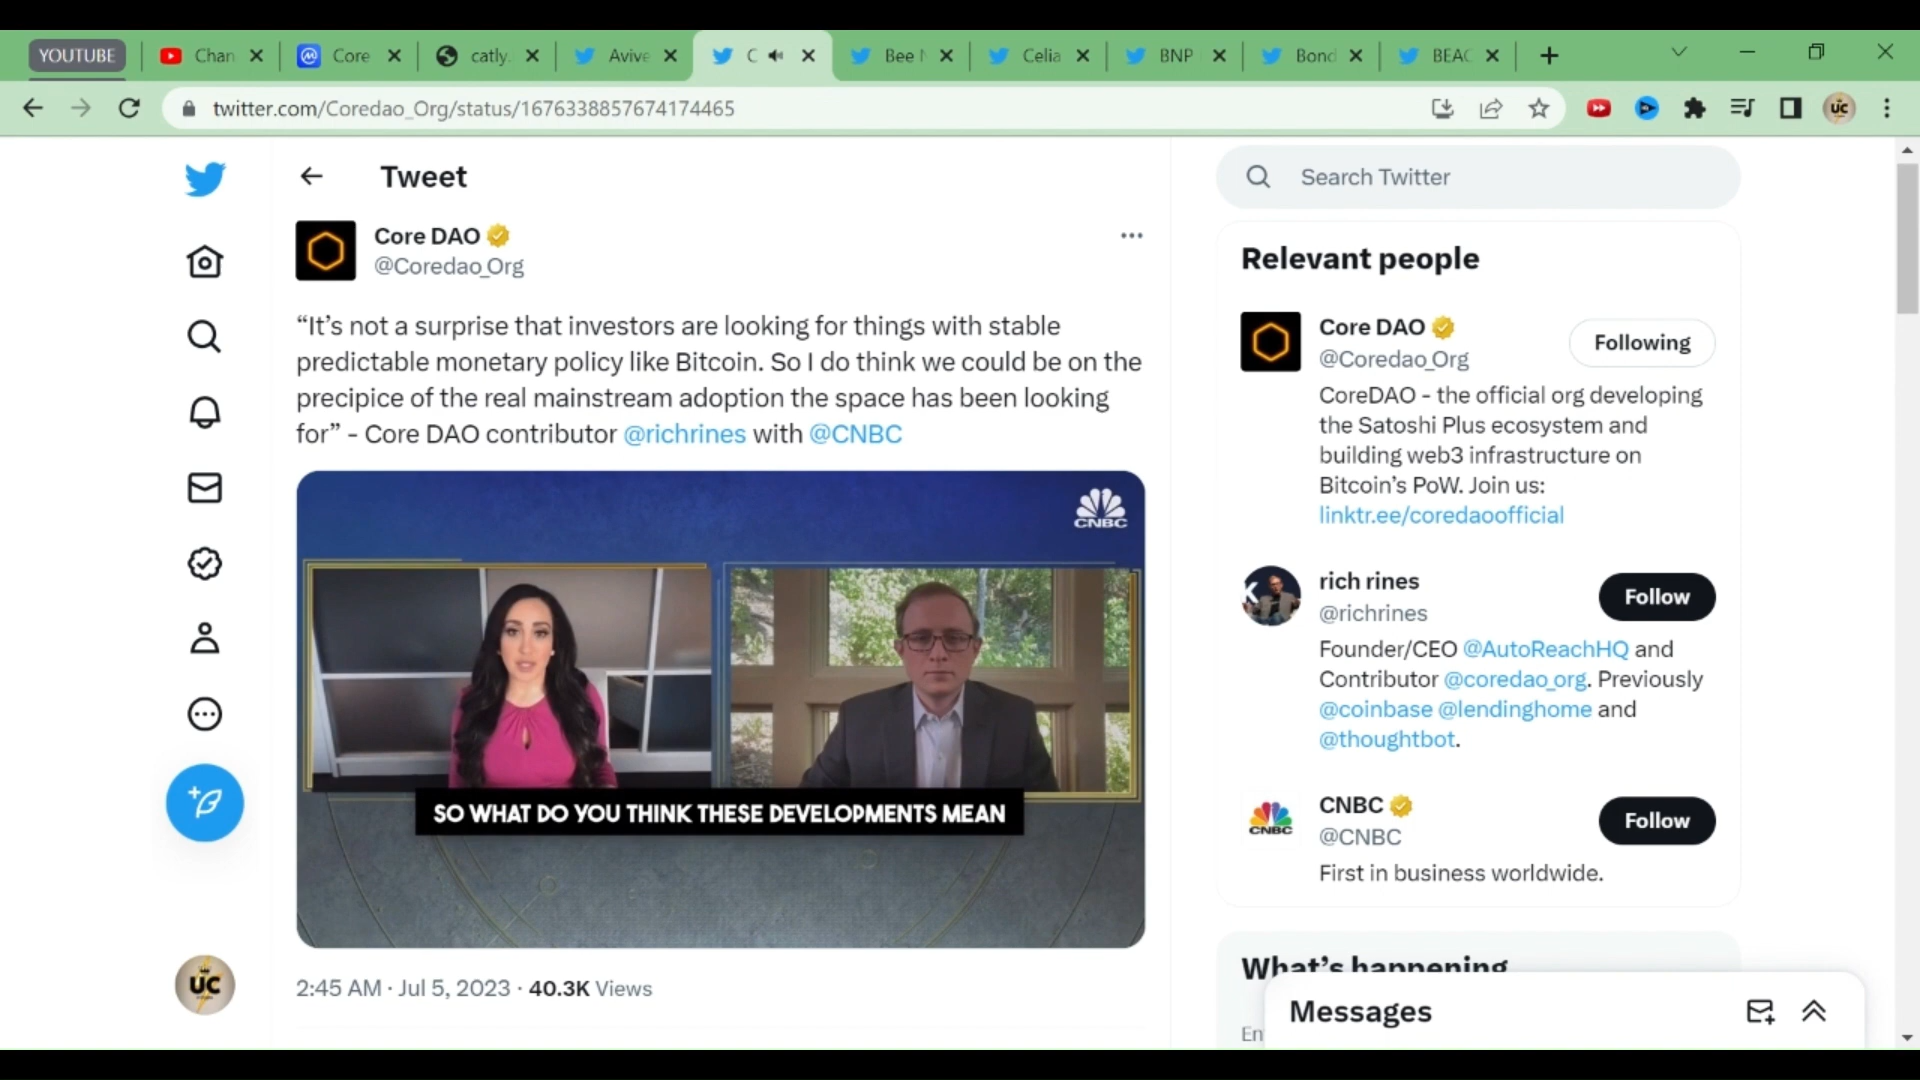 YOUTUBE
Chan
Core
catly.
Avive
C
Bee N
Celia
BNP
Bond
BEAC
twitter.com/Coredao_Org/status/1676338857674174465
UC
Tweet
Core DAO
@Coredao_Org
“It’s not a surprise that investors are looking for things with stable
predictable monetary policy like Bitcoin. So I do think we could be on the
precipice of the real mainstream adoption the space has been looking
for” - Core DAO contributor @richrines with @CNBC
CNBC
SO WHAT DO YOU THINK THESE DEVELOPMENTS MEAN
2:45 AM · Jul 5, 2023 · 40.3K Views
UC
Search Twitter
Relevant people
Core DAO
@Coredao_Org
Following
CoreDAO - the official org developing
the Satoshi Plus ecosystem and
building web3 infrastructure on
Bitcoin’s PoW. Join us:
linktr.ee/coredaoofficial
rich rines
@richrines
Follow
Founder/CEO @AutoReachHQ and
Contributor @coredao_org. Previously
@coinbase @lendinghome and
@thoughtbot.
CNBC
CNBC
@CNBC
Follow
First in business worldwide.
What’s happening
En
Messages